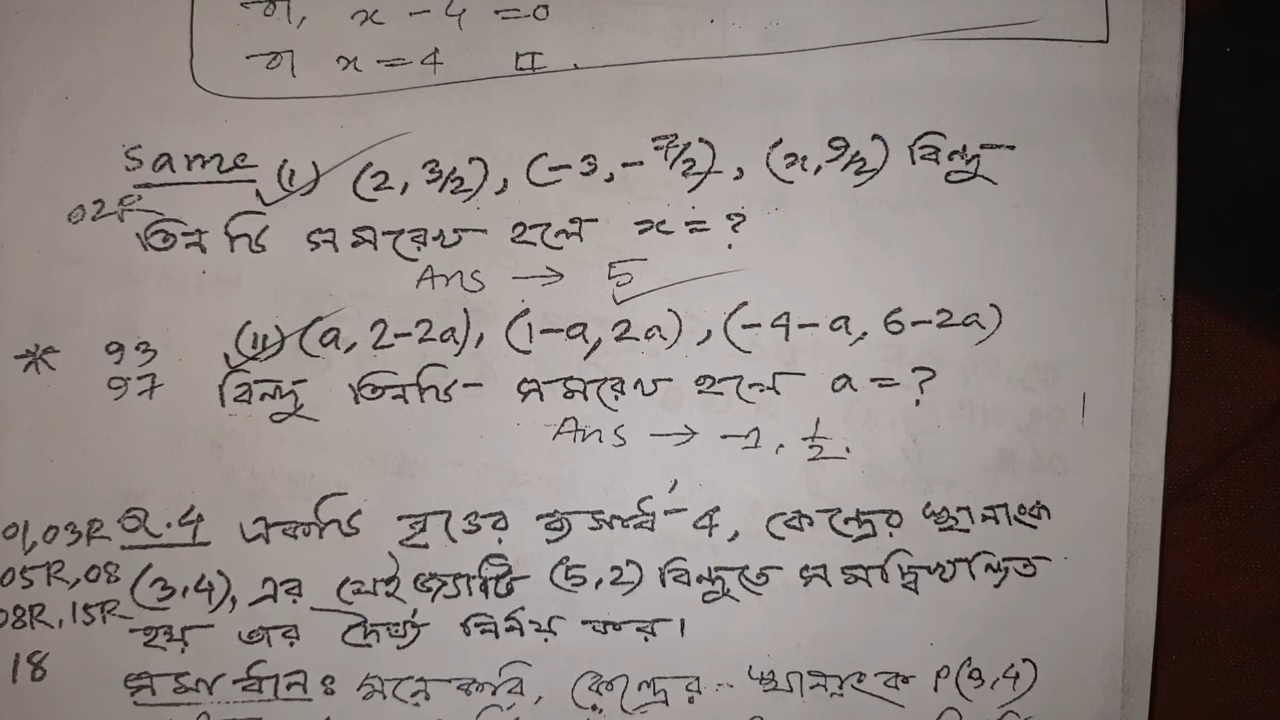 বা, x - 4 = 0
বা x = 4
Same (i) (2, 3/2), (-3, -7/2), (x, 9/2) বিন্দু
02R তিনটি সমরেখ হলে x = ?
Ans → 5
* 93 (ii) (a, 2-2a), (1-a, 2a), (-4-a, 6-2a)
97 বিন্দু তিনটি সমরেখ হলে a = ?
Ans → -1, 1/2.
01,03R Q.4 একটি বৃত্তের ব্যাসার্ধ 4, কেন্দ্রের স্থানাংক
05R,08 (3,4), এর যেই জ্যাটি (5,2) বিন্দুতে সমদ্বিখন্ডিত
08R,15R হয় তার দৈর্ঘ্য নির্ণয় কর।
18 সমাধানঃ মনেকরি, কেন্দ্রের স্থানাংক P(3,4)